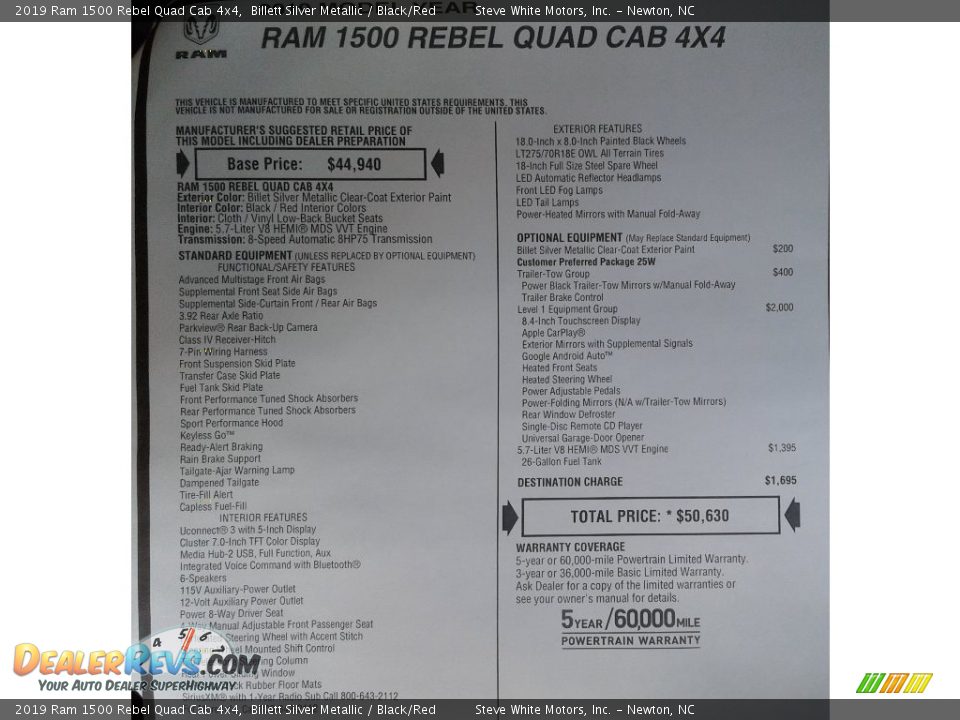 2019 Ram 1500 Rebel Quad Cab 4x4, Billett Silver Metallic / Black/Red Steve White Motors, Inc. - Newton, NC
MODEL YEAR
RAM
RAM 1500 REBEL QUAD CAB 4X4
THIS VEHICLE IS MANUFACTURED TO MEET SPECIFIC UNITED STATES REQUIREMENTS. THIS
VEHICLE IS NOT MANUFACTURED FOR SALE OR REGISTRATION OUTSIDE OF THE UNITED STATES.
MANUFACTURER'S SUGGESTED RETAIL PRICE OF
THIS MODEL INCLUDING DEALER PREPARATION
Base Price: $44,940
RAM 1500 REBEL QUAD CAB 4X4
Exterior Color: Billet Silver Metallic Clear-Coat Exterior Paint
Interior Color: Black / Red Interior Colors
Interior: Cloth / Vinyl Low-Back Bucket Seats
Engine: 5.7-Liter V8 HEMI® MDS VVT Engine
Transmission: 8-Speed Automatic 8HP75 Transmission
STANDARD EQUIPMENT (UNLESS REPLACED BY OPTIONAL EQUIPMENT)
FUNCTIONAL/SAFETY FEATURES
Advanced Multistage Front Air Bags
Supplemental Front Seat Side Air Bags
Supplemental Side-Curtain Front / Rear Air Bags
3.92 Rear Axle Ratio
Parkview® Rear Back-Up Camera
Class IV Receiver-Hitch
7-Pin Wiring Harness
Front Suspension Skid Plate
Transfer Case Skid Plate
Fuel Tank Skid Plate
Front Performance Tuned Shock Absorbers
Rear Performance Tuned Shock Absorbers
Sport Performance Hood
Keyless Go™
Ready-Alert Braking
Rain Brake Support
Tailgate-Ajar Warning Lamp
Dampened Tailgate
Tire-Fill Alert
Capless Fuel-Fill
INTERIOR FEATURES
Uconnect® 3 with 5-Inch Display
Cluster 7.0-Inch TFT Color Display
Media Hub-2 USB, Full Function, Aux
Integrated Voice Command with Bluetooth®
6-Speakers
115V Auxiliary-Power Outlet
12-Volt Auxiliary Power Outlet
Power 8-Way Driver Seat
4-Way Manual Adjustable Front Passenger Seat
Steering Wheel with Accent Stitch
Mounted Shift Control
Column
Window
Rubber Floor Mats
SiriusXM® with 1-Year Radio Sub Call 800-643-2112
EXTERIOR FEATURES
18.0-Inch x 8.0-Inch Painted Black Wheels
LT275/70R18E OWL All Terrain Tires
18-Inch Full Size Steel Spare Wheel
LED Automatic Reflector Headlamps
Front LED Fog Lamps
LED Tail Lamps
Power-Heated Mirrors with Manual Fold-Away
OPTIONAL EQUIPMENT (May Replace Standard Equipment)
Billet Silver Metallic Clear-Coat Exterior Paint $200
Customer Preferred Package 25W
Trailer-Tow Group $400
Power Black Trailer-Tow Mirrors w/Manual Fold-Away
Trailer Brake Control
Level 1 Equipment Group $2,000
8.4-Inch Touchscreen Display
Apple CarPlay®
Exterior Mirrors with Supplemental Signals
Google Android Auto™
Heated Front Seats
Heated Steering Wheel
Power Adjustable Pedals
Power-Folding Mirrors (N/A w/Trailer-Tow Mirrors)
Rear Window Defroster
Single-Disc Remote CD Player
Universal Garage-Door Opener
5.7-Liter V8 HEMI® MDS VVT Engine $1,395
26-Gallon Fuel Tank
DESTINATION CHARGE $1,695
TOTAL PRICE: * $50,630
WARRANTY COVERAGE
5-year or 60,000-mile Powertrain Limited Warranty.
3-year or 36,000-mile Basic Limited Warranty.
Ask Dealer for a copy of the limited warranties or
see your owner's manual for details.
5YEAR/60,000MILE
POWERTRAIN WARRANTY
4 5 6 7
DealerRevs.com
Your Auto Dealer SuperHighway
2019 Ram 1500 Rebel Quad Cab 4x4, Billett Silver Metallic / Black/Red Steve White Motors, Inc. - Newton, NC